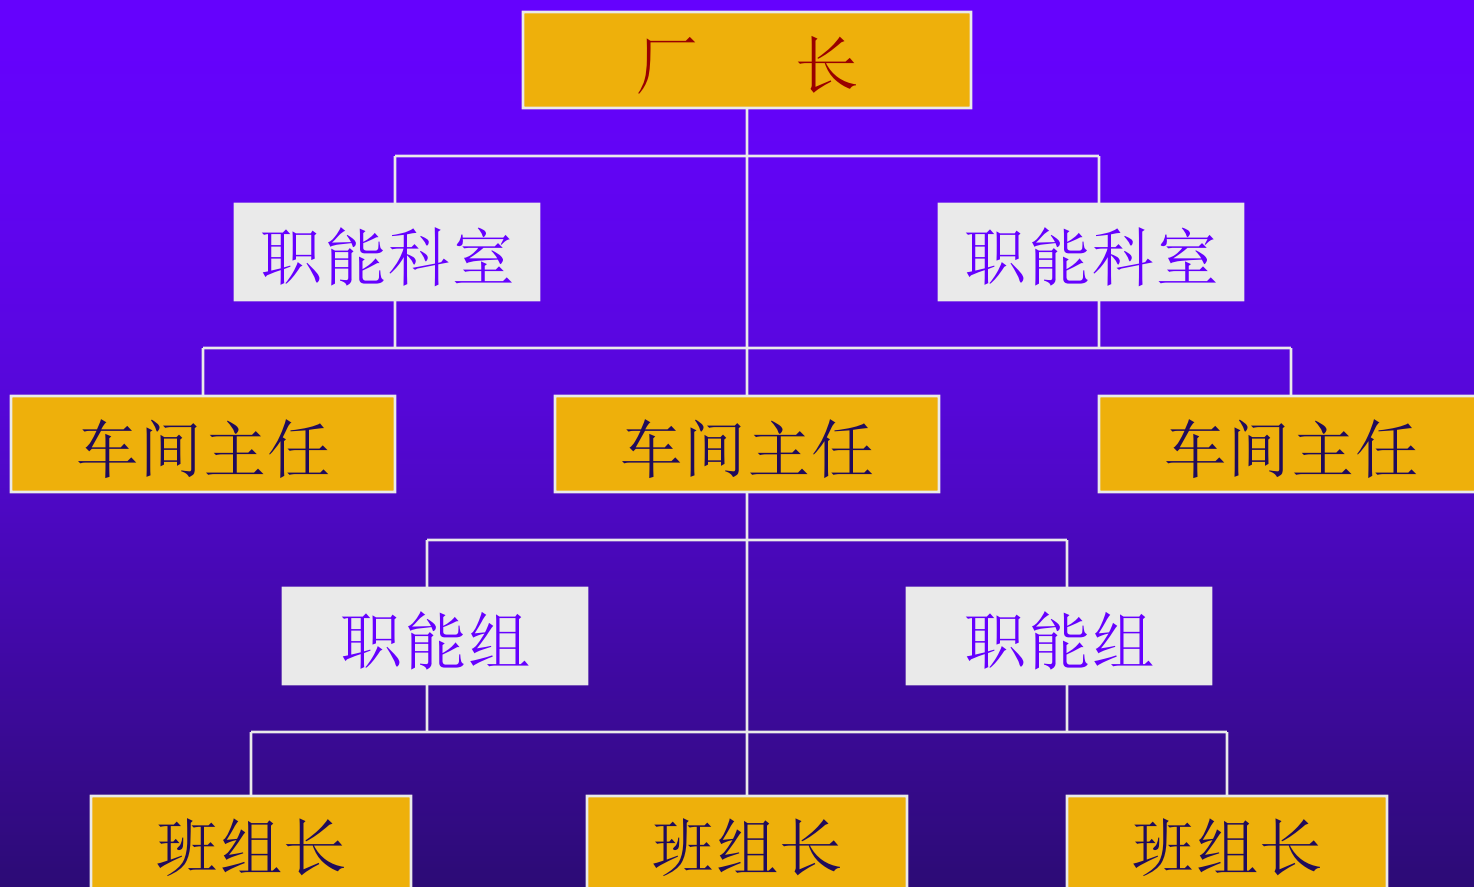 厂 长
职能科室 职能科室
车间主任 车间主任 车间主任
职能组 职能组
班组长 班组长 班组长